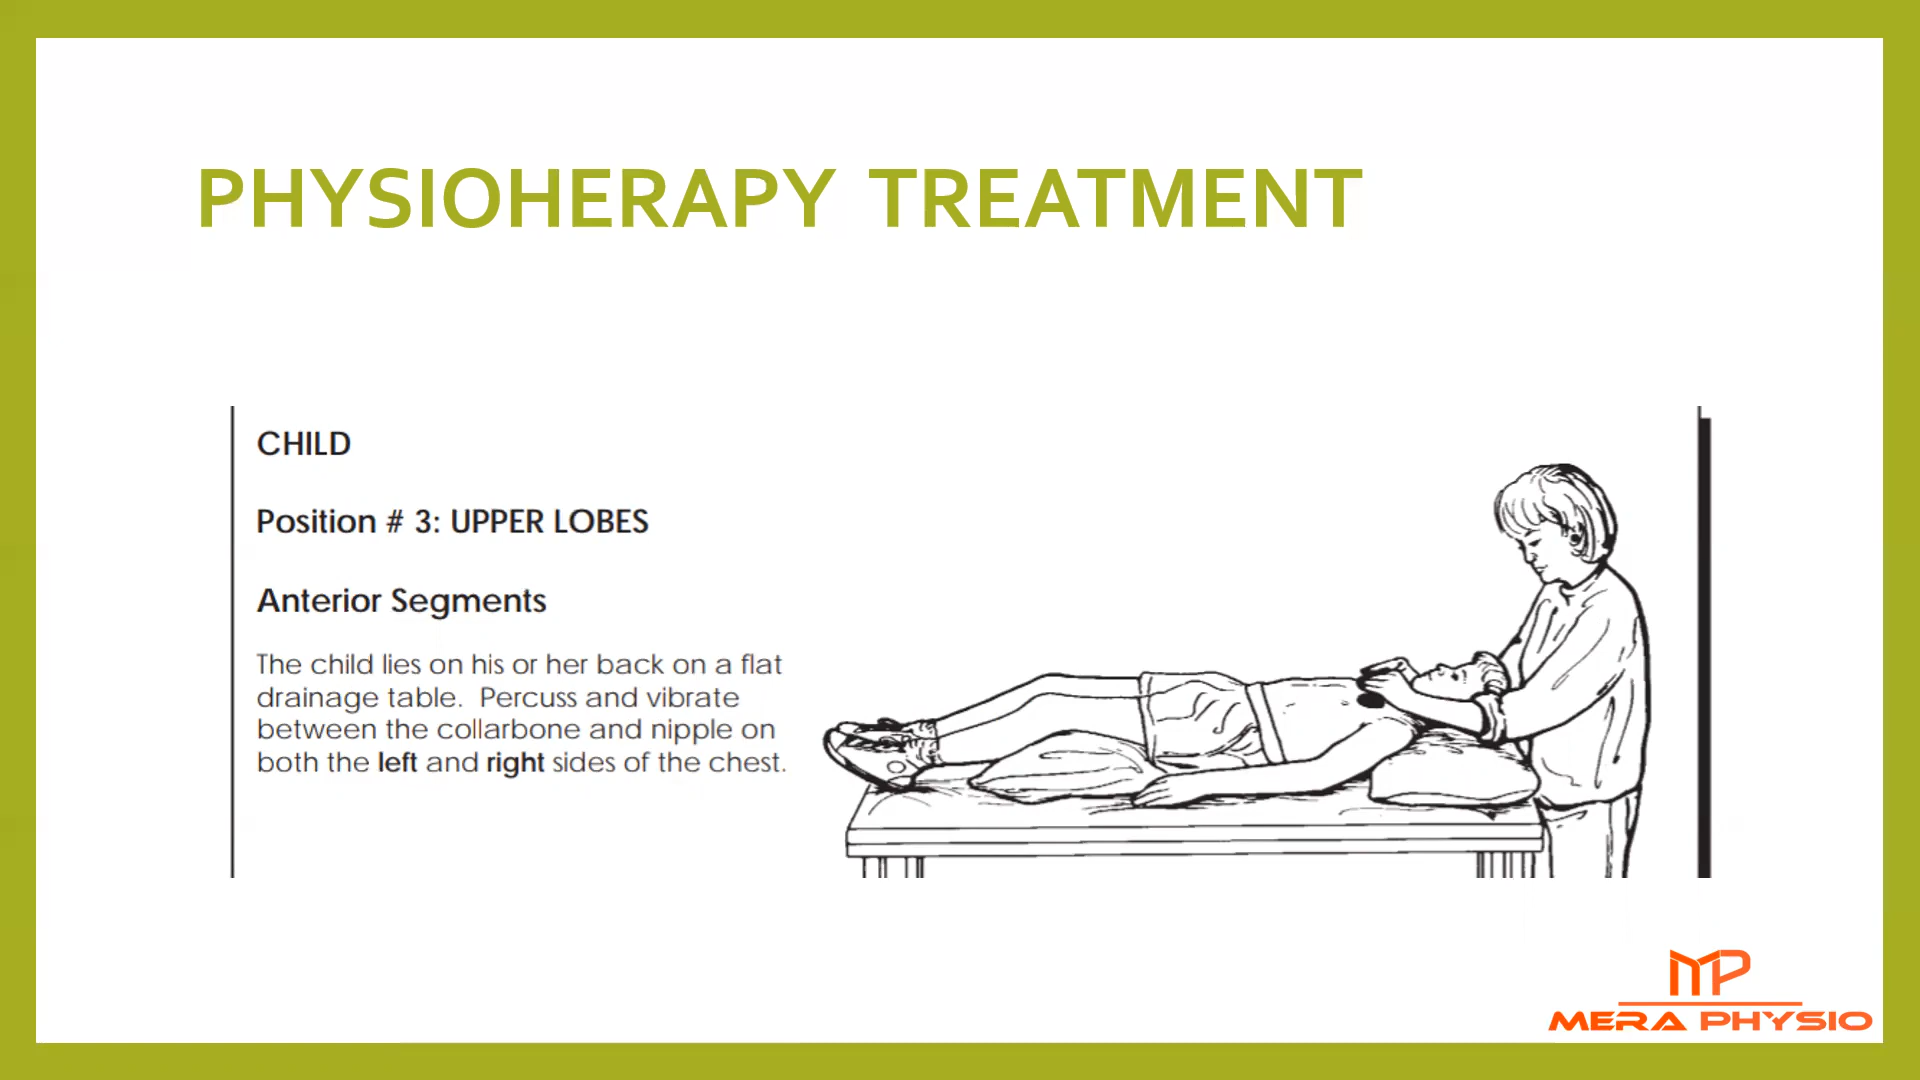 PHYSIOHERAPY TREATMENT
CHILD
Position # 3: UPPER LOBES
Anterior Segments
The child lies on his or her back on a flat
drainage table. Percuss and vibrate
between the collarbone and nipple on
both the left and right sides of the chest.
MP
MERA PHYSIO